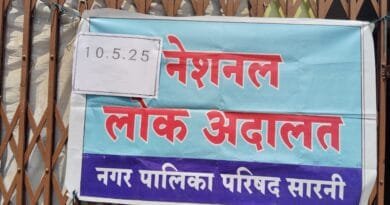 10.5.25
नेशनल
लोक अदालत
नगर पालिका परिषद सारनी